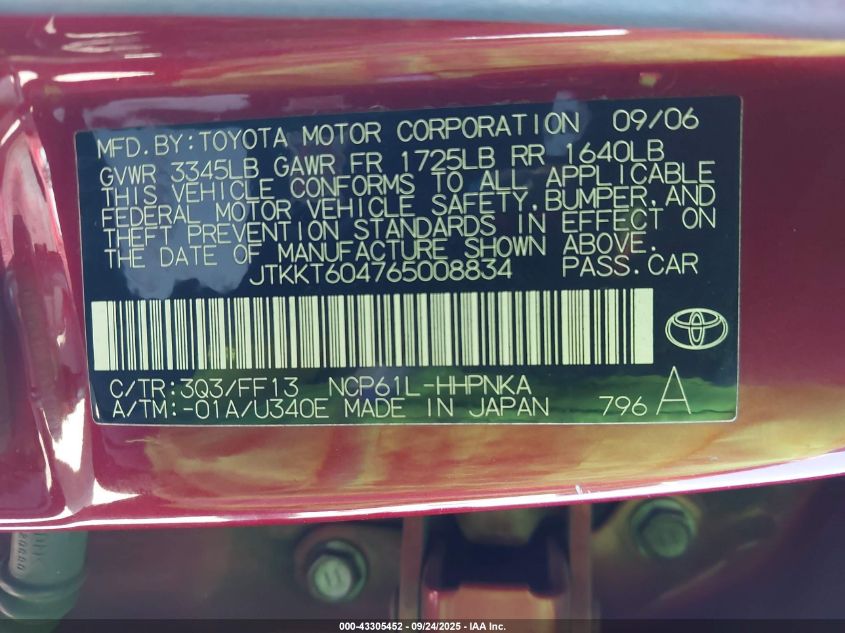 MFD. BY: TOYOTA MOTOR CORPORATION 09/06
GVWR 3345LB GAWR FR 1725LB RR 1640LB
THIS VEHICLE CONFORMS TO ALL APPLICABLE
FEDERAL MOTOR VEHICLE SAFETY, BUMPER, AND
THEFT PREVENTION STANDARDS IN EFFECT ON
THE DATE OF MANUFACTURE SHOWN ABOVE.
JTKKT604765008834 PASS. CAR
C/TR: 3Q3/FF13 NCP61L-HHPNKA
A/TM: -01A/U340E MADE IN JAPAN 796 A
000-43305452 - 09/24/2025 - IAA Inc.